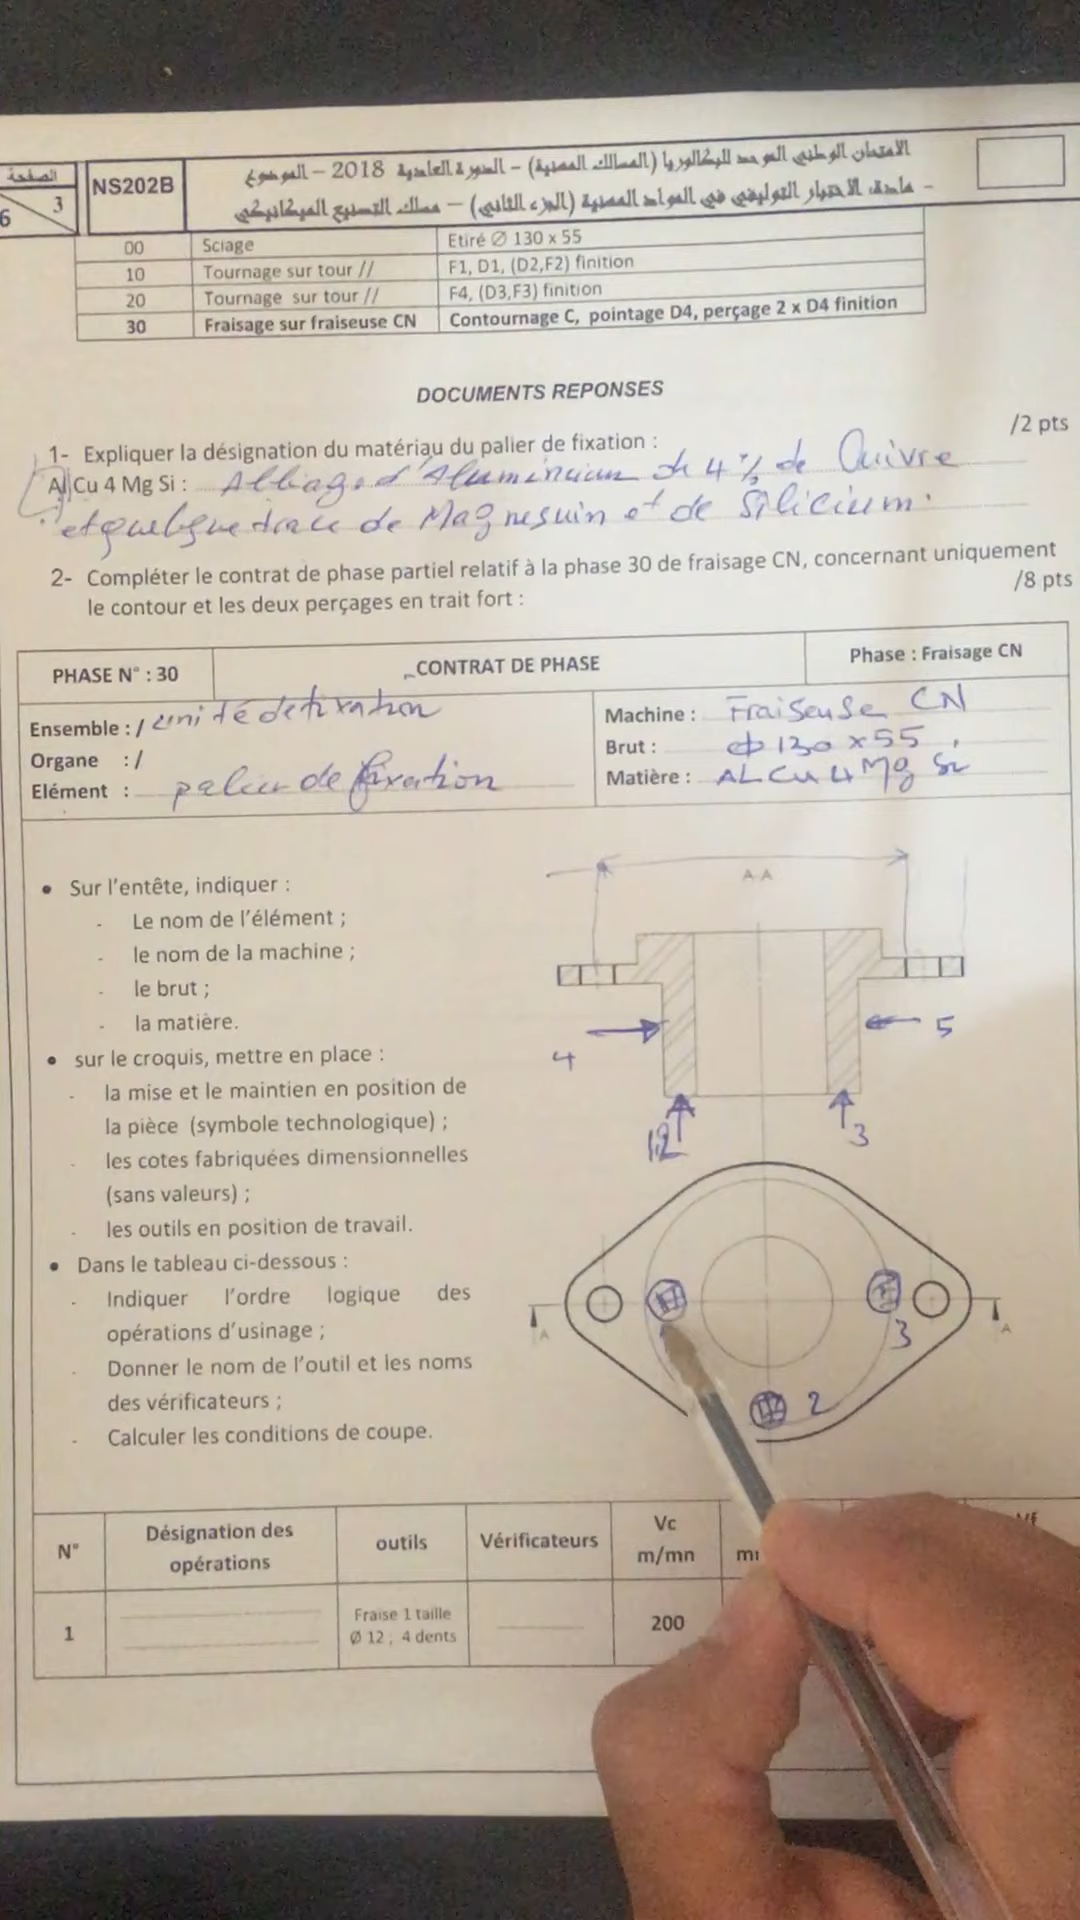 الصفحة
3
6
NS202B
الامتحان الوطني الموحد للبكالوريا (المسالك المهنية) – الدورة العادية 2018 – الموضوع
- مادة: الاختبار التوليفي في المواد المهنية (الجزء الثاني) – مسلك التصنيع الميكانيكي
00 Sciage Etiré ∅ 130 x 55
10 Tournage sur tour // F1, D1, (D2,F2) finition
20 Tournage sur tour // F4, (D3,F3) finition
30 Fraisage sur fraiseuse CN Contournage C, pointage D4, perçage 2 x D4 finition
DOCUMENTS REPONSES
1- Expliquer la désignation du matériau du palier de fixation :
/2 pts
Al Cu 4 Mg Si : Alliage d'Aluminium de 4% de Cuivre
et quelque trace de Magnesuin et de Silicium.
2- Compléter le contrat de phase partiel relatif à la phase 30 de fraisage CN, concernant uniquement
le contour et les deux perçages en trait fort :
/8 pts
PHASE N° : 30
CONTRAT DE PHASE
Phase : Fraisage CN
Ensemble : / unité de fixation
Organe : /
Elément : palier de fixation
Machine : Fraiseuse CN
Brut : ϕ 130 x 55
Matière : AL Cu 4 Mg Si
• Sur l'entête, indiquer :
- Le nom de l'élément ;
- le nom de la machine ;
- le brut ;
- la matière.
• sur le croquis, mettre en place :
- la mise et le maintien en position de
la pièce (symbole technologique) ;
- les cotes fabriquées dimensionnelles
(sans valeurs) ;
- les outils en position de travail.
• Dans le tableau ci-dessous :
- Indiquer l'ordre logique des
opérations d'usinage ;
- Donner le nom de l'outil et les noms
des vérificateurs ;
- Calculer les conditions de coupe.
A-A
4
5
1,2
3
A
A
3
2
N°
Désignation des
opérations
outils
Vérificateurs
Vc
m/mn
Vf
1
Fraise 1 taille
Ø 12 , 4 dents
200